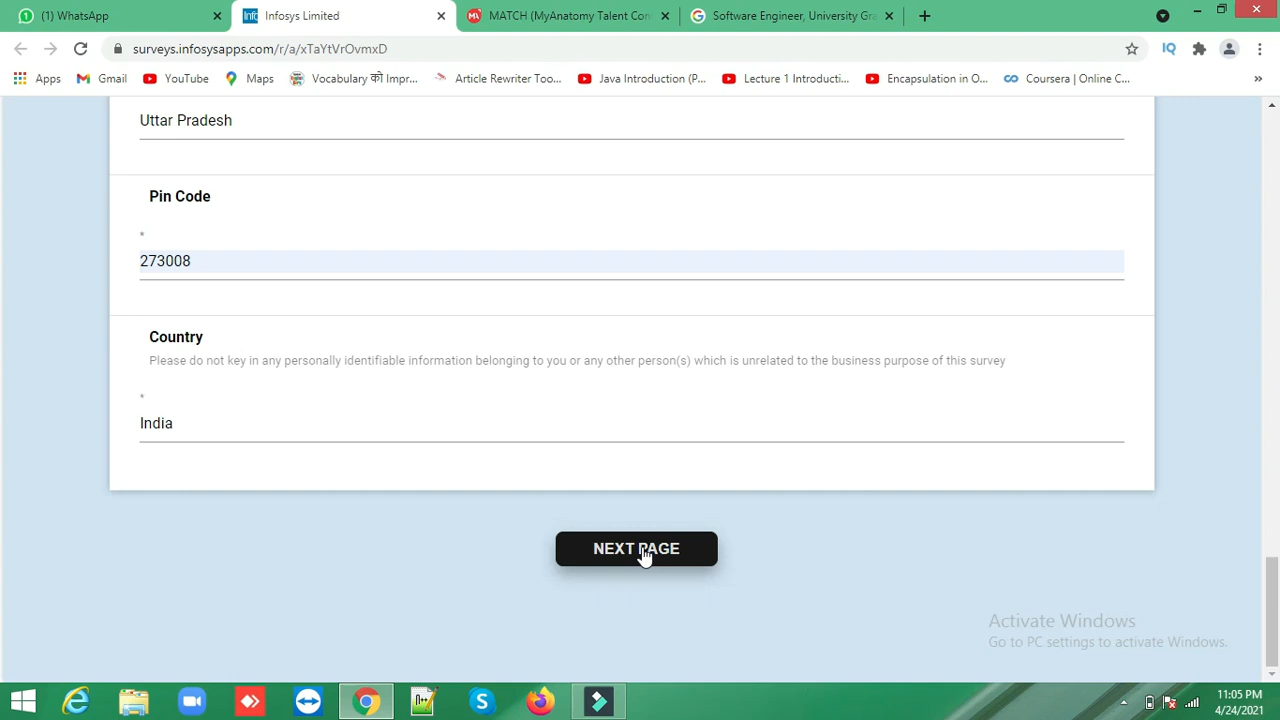 (1) WhatsApp
Infosys Limited
MATCH (MyAnatomy Talent Com
Software Engineer, University Gra
surveys.infosysapps.com/r/a/xTaYtVrOvmxD
IQ
Apps
Gmail
YouTube
Maps
Vocabulary को Impr...
Article Rewriter Too...
Java Introduction (P...
Lecture 1 Introducti...
Encapsulation in O...
Coursera | Online C...
»
Uttar Pradesh
Pin Code
*
273008
Country
Please do not key in any personally identifiable information belonging to you or any other person(s) which is unrelated to the business purpose of this survey
*
India
NEXT PAGE
Activate Windows
Go to PC settings to activate Windows.
11:05 PM
4/24/2021